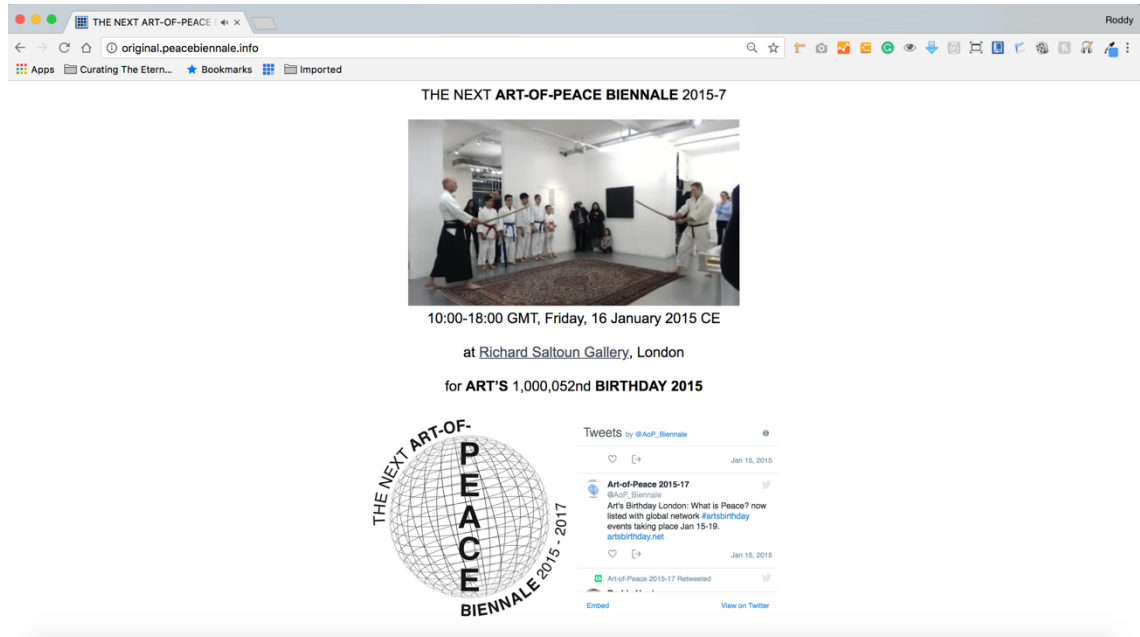 THE NEXT ART-OF-PEACE
Roddy
original.peacebiennale.info
Apps Curating The Etern... Bookmarks Imported
THE NEXT ART-OF-PEACE BIENNALE 2015-7
10:00-18:00 GMT, Friday, 16 January 2015 CE
at Richard Saltoun Gallery, London
for ART'S 1,000,052nd BIRTHDAY 2015
THE NEXT ART-OF-
PEACE
BIENNALE 2015 - 2017
Tweets by @AoP_Biennale
Jan 15, 2015
Art-of-Peace 2015-17
@AoP_Biennale
Art's Birthday London: What is Peace? now
listed with global network #artsbirthday
events taking place Jan 15-19.
artsbirthday.net
Jan 15, 2015
Art-of-Peace 2015-17 Retweeted
Embed View on Twitter